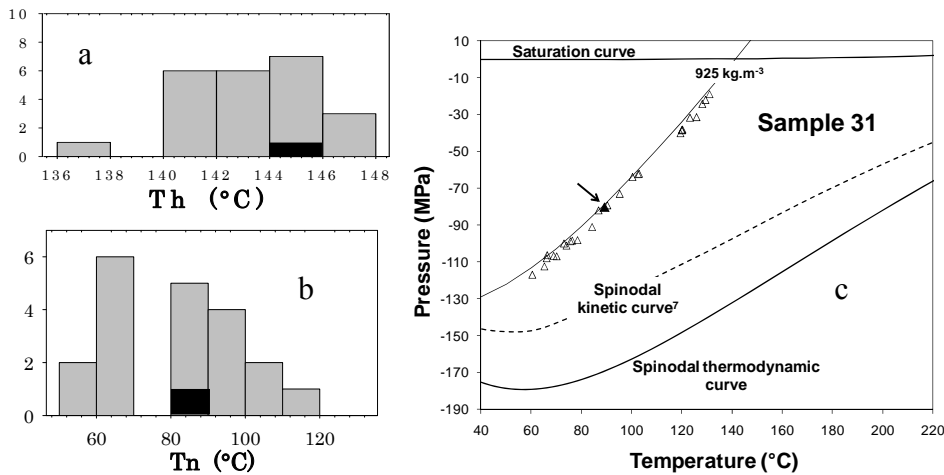 10
8
6
4
2
0
a
136 138 140 142 144 146 148
Th (°C)
6
4
2
0
b
60 80 100 120
Tn (°C)
10
-10
-30
-50
-70
-90
-110
-130
-150
-170
-190
Pressure (MPa)
Saturation curve
925 kg.m-³
Sample 31
Spinodal
kinetic curve⁷
c
Spinodal thermodynamic
curve
40 60 80 100 120 140 160 180 200 220
Temperature (°C)